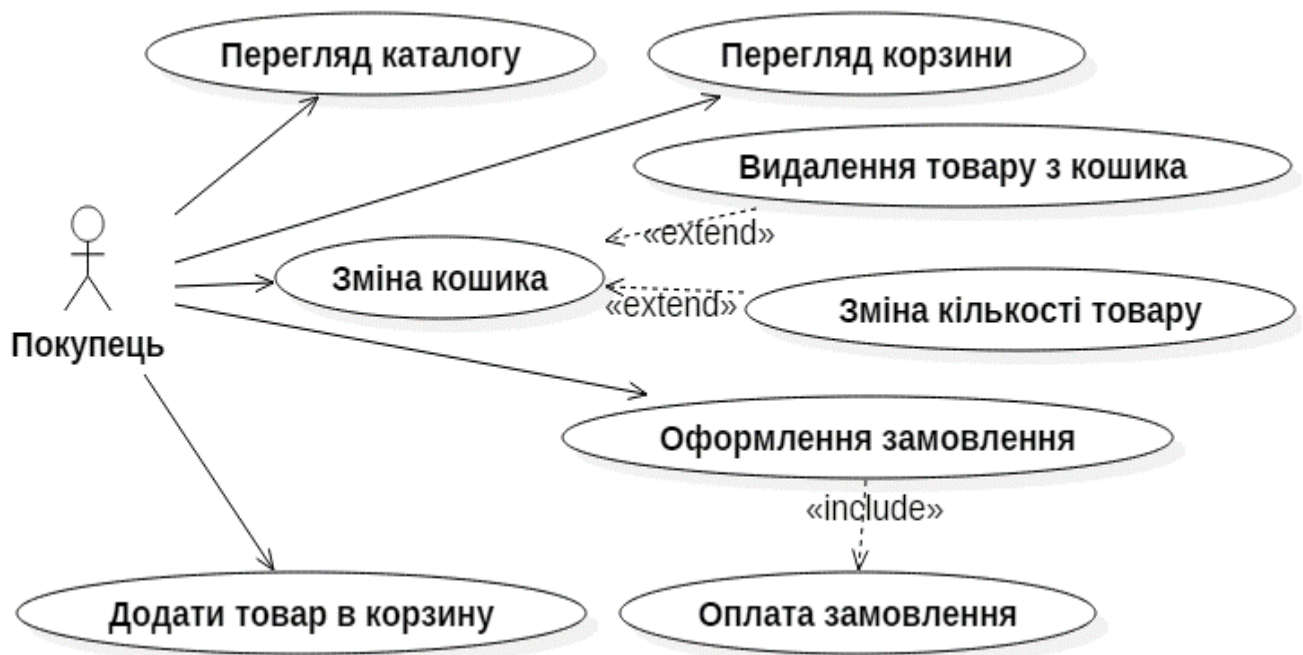 Перегляд каталогу
Перегляд корзини
Видалення товару з кошика
«extend»
Зміна кошика
«extend»
Зміна кількості товару
Покупець
Оформлення замовлення
«include»
Додати товар в корзину
Оплата замовлення